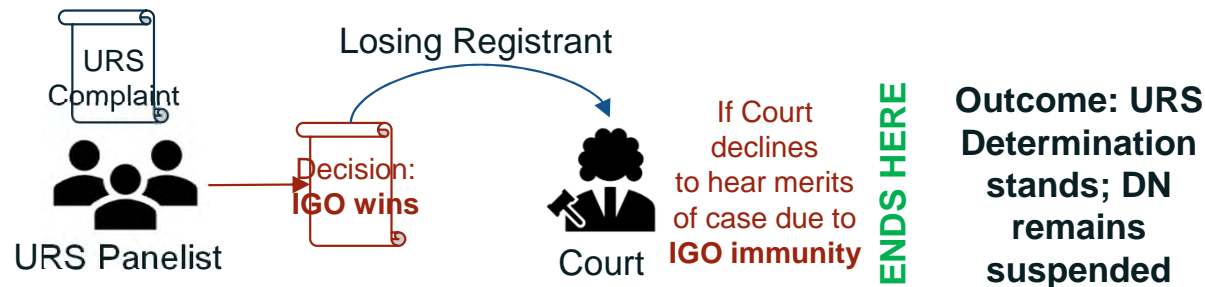 URS
Complaint
URS Panelist
Decision:
IGO wins
Losing Registrant
Court
If Court
declines
to hear merits
of case due to
IGO immunity
ENDS HERE
Outcome: URS
Determination
stands; DN
remains
suspended